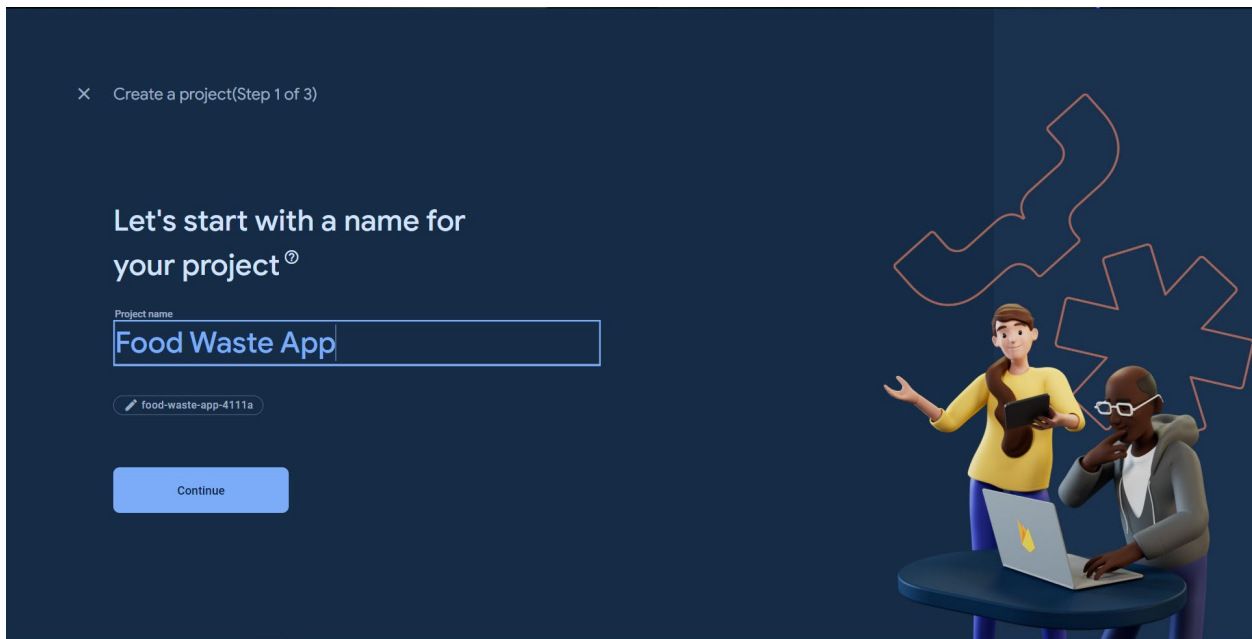 Create a project(Step 1 of 3)
Let's start with a name for
your project
Project name
Food Waste App
food-waste-app-4111a
Continue